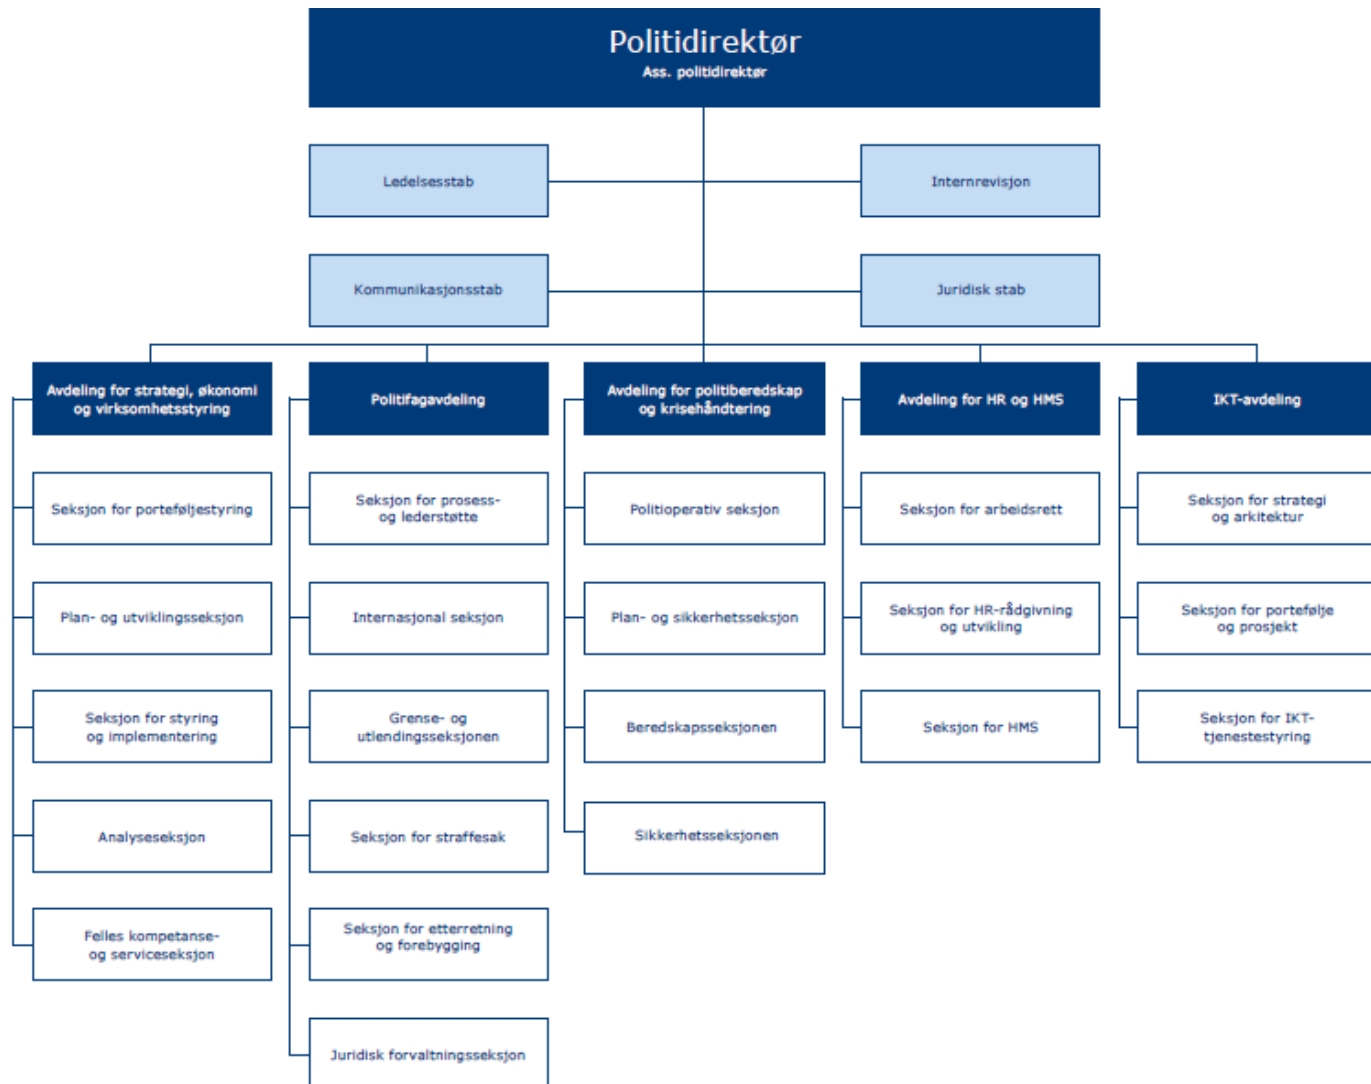 Politidirektør
Ass. politidirektør
Ledelsesstab
Internrevisjon
Kommunikasjonsstab
Juridisk stab
Avdeling for strategi, økonomi
og virksomhetsstyring
Seksjon for porteføljestyring
Plan- og utviklingsseksjon
Seksjon for styring
og implementering
Analyseseksjon
Felles kompetanse-
og serviceseksjon
Politifagavdeling
Seksjon for prosess-
og lederstøtte
Internasjonal seksjon
Grense- og
utlendingsseksjonen
Seksjon for straffesak
Seksjon for etterretning
og forebygging
Juridisk forvaltningsseksjon
Avdeling for politiberedskap
og krisehåndtering
Politioperativ seksjon
Plan- og sikkerhetsseksjon
Beredskapsseksjonen
Sikkerhetsseksjonen
Avdeling for HR og HMS
Seksjon for arbeidsrett
Seksjon for HR-rådgivning
og utvikling
Seksjon for HMS
IKT-avdeling
Seksjon for strategi
og arkitektur
Seksjon for portefølje
og prosjekt
Seksjon for IKT-
tjenestestyring